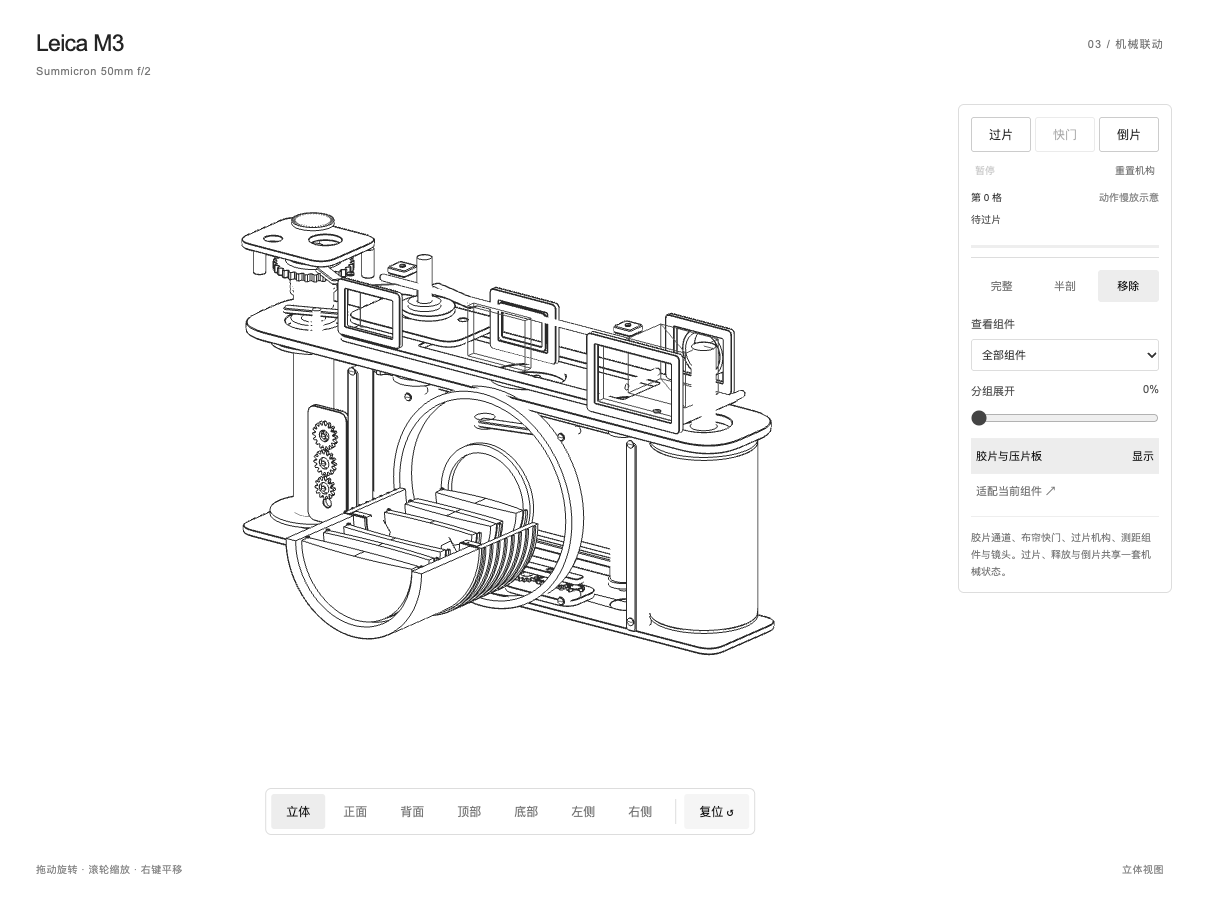 Leica M3
03 / 机械联动
Summicron 50mm f/2
过片 快门 倒片
暂停 重置机构
第 0 格 动作慢放示意
待过片
完整 半剖 移除
查看组件
全部组件
分组展开 0%
胶片与压片板 显示
适配当前组件 ↗
胶片通道、布帘快门、过片机构、测距组
件与镜头。过片、释放与倒片共享一套机
械状态。
立体 正面 背面 顶部 底部 左侧 右侧 复位 ↺
拖动旋转 · 滚轮缩放 · 右键平移 立体视图